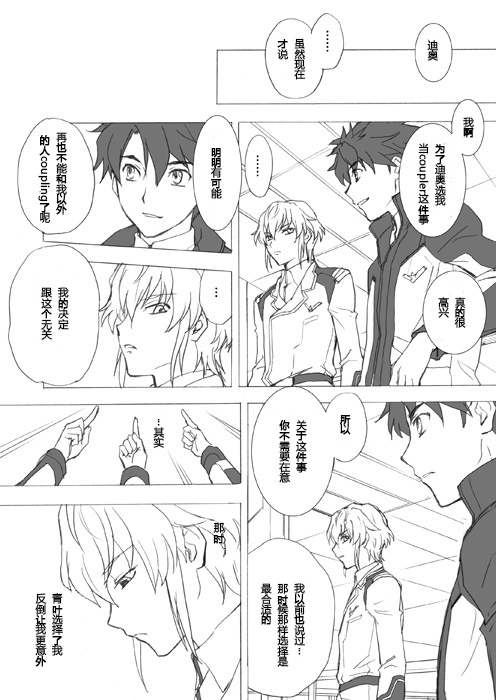 迪奥
…
虽然现在
才说
我啊
为了迪奥选我
当coupler这件事
……
真的很
高兴
明明有可能
再也不能和我以外
的人coupling了呢
…
我的决定
跟这个无关
所以
关于这件事
你不需要在意
…
我以前也说过
那时候那样选择是
最合适的
…其实
那时
青叶选择了我
反倒让我更意外